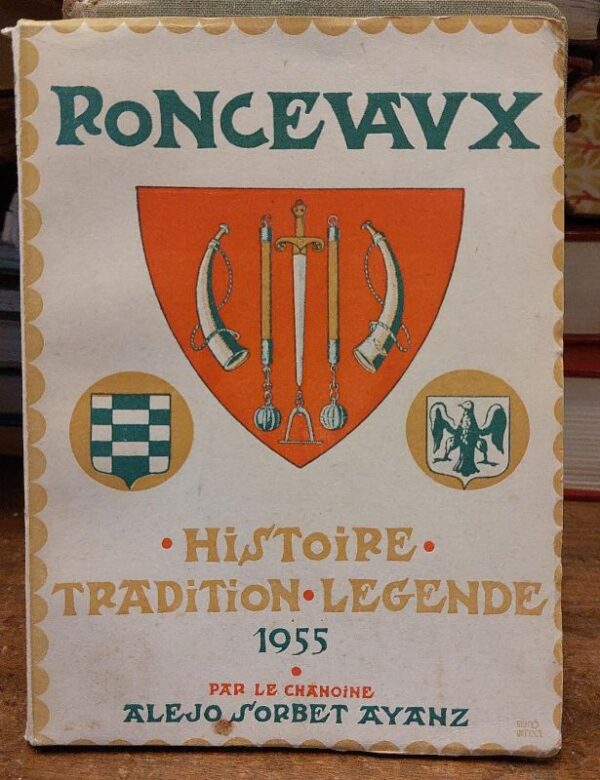 RONCEVAUX
• HiSTOiRE •
TRADiTiON • LEGENDE
1955
•
PAR LE CHANOiNE
ALEJO SORBET AYANZ